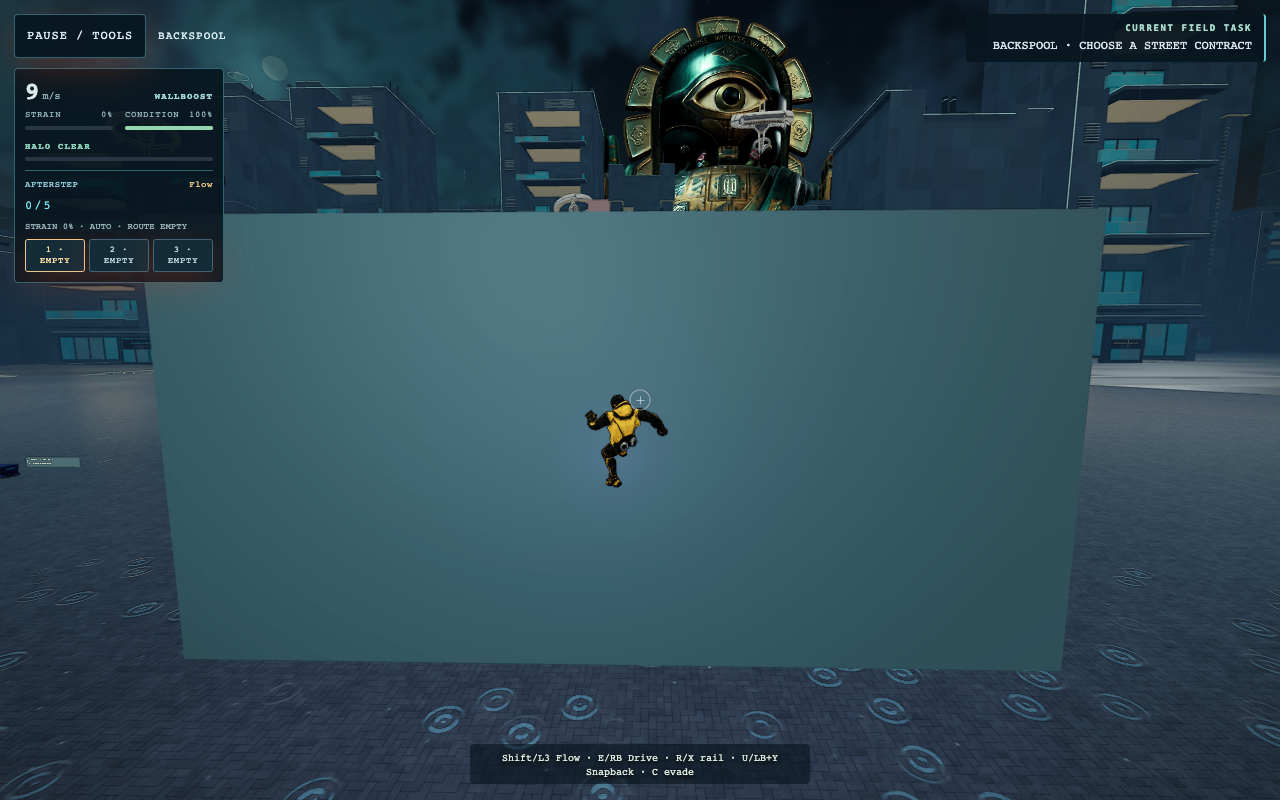 PAUSE / TOOLS
BACKSPOOL
CURRENT FIELD TASK
BACKSPOOL · CHOOSE A STREET CONTRACT
9 m/s
WALLBOOST
STRAIN 0%
CONDITION 100%
HALO CLEAR
AFTERSTEP
Flow
0/5
STRAIN 0% · AUTO · ROUTE EMPTY
1 · EMPTY
2 · EMPTY
3 · EMPTY
Shift/L3 Flow · E/RB Drive · R/X rail · U/LB+Y
Snapback · C evade